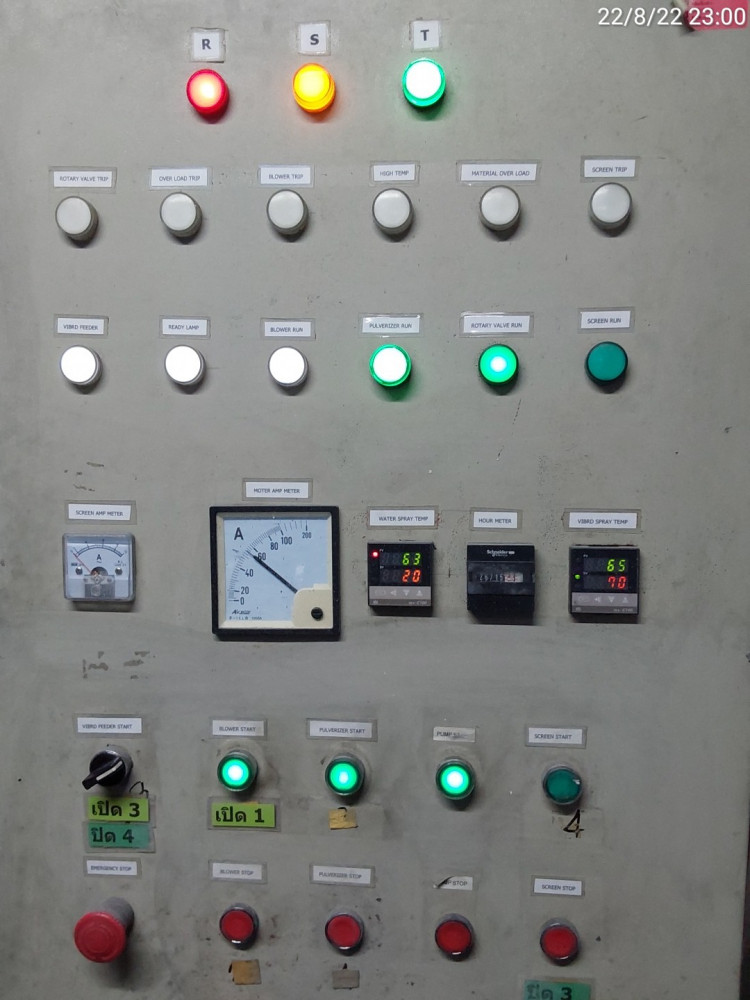 22/8/22 23:00
R
S
T
ROTARY VALVE TRIP
OVER LOAD TRIP
BLOWER TRIP
HIGH TEMP
MATERIAL OVER LOAD
SCREEN TRIP
VIBRO FEEDER
READY LAMP
BLOWER RUN
PULVERIZER RUN
ROTARY VALVE RUN
SCREEN RUN
SCREEN AMP METER
MOTER AMP METER
WATER SPRAY TEMP
HOUR METER
VIBRO SPRAY TEMP
A
A
0
20
40
60
80
100
200
63
20
Schneider
65
70
VIBRO FEEDER START
BLOWER START
PULVERIZER START
PUMP
SCREEN START
เปิด 3
ปิด 4
เปิด 1
4
EMERGENCY STOP
BLOWER STOP
PULVERIZER STOP
STOP
SCREEN STOP
ปิด 3